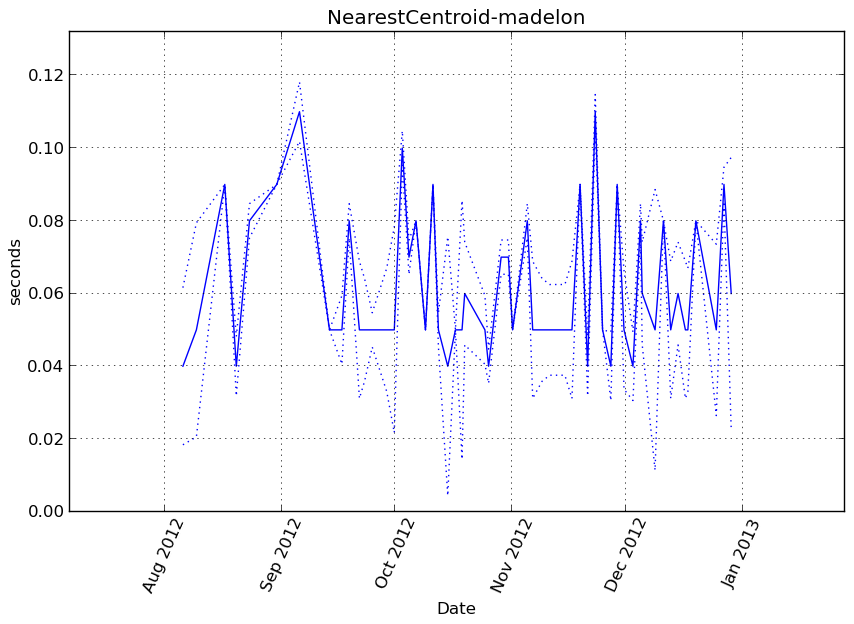 NearestCentroid-madelon
0.12
0.10
0.08
0.06
0.04
0.02
0.00
seconds
Aug 2012
Sep 2012
Oct 2012
Nov 2012
Dec 2012
Jan 2013
Date